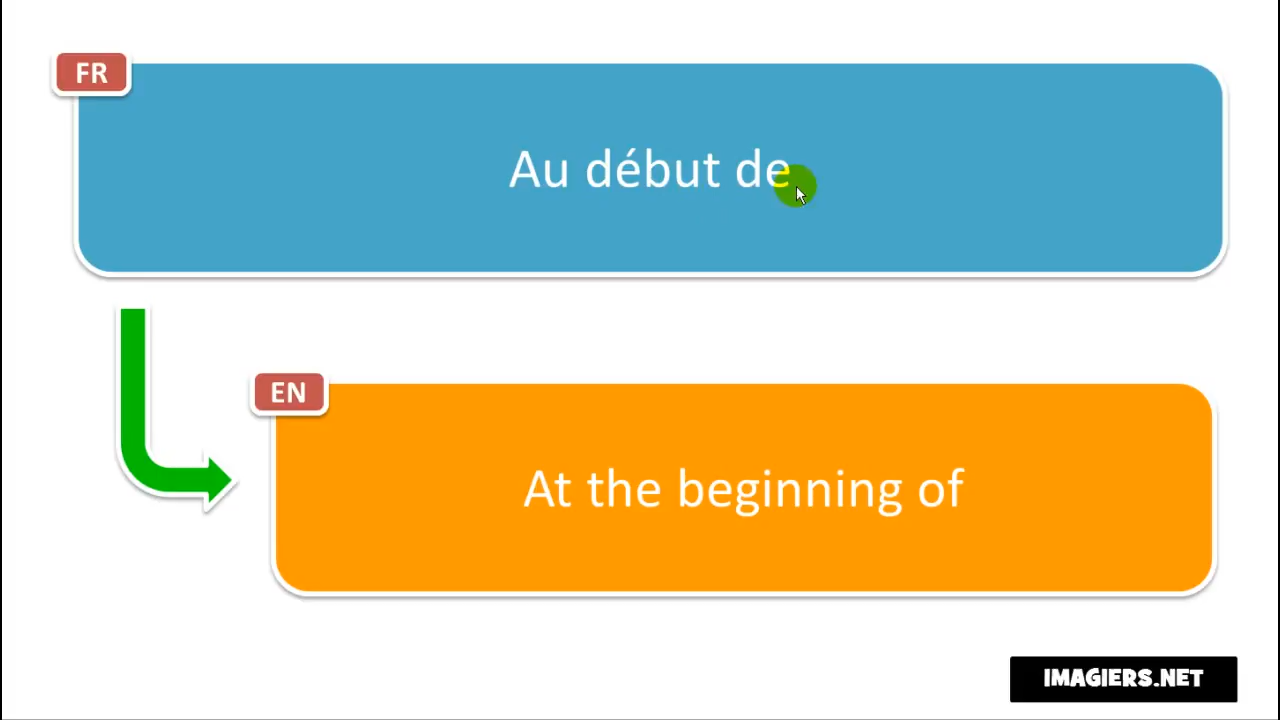 FR
Au début de
EN
At the beginning of
IMAGIERS.NET